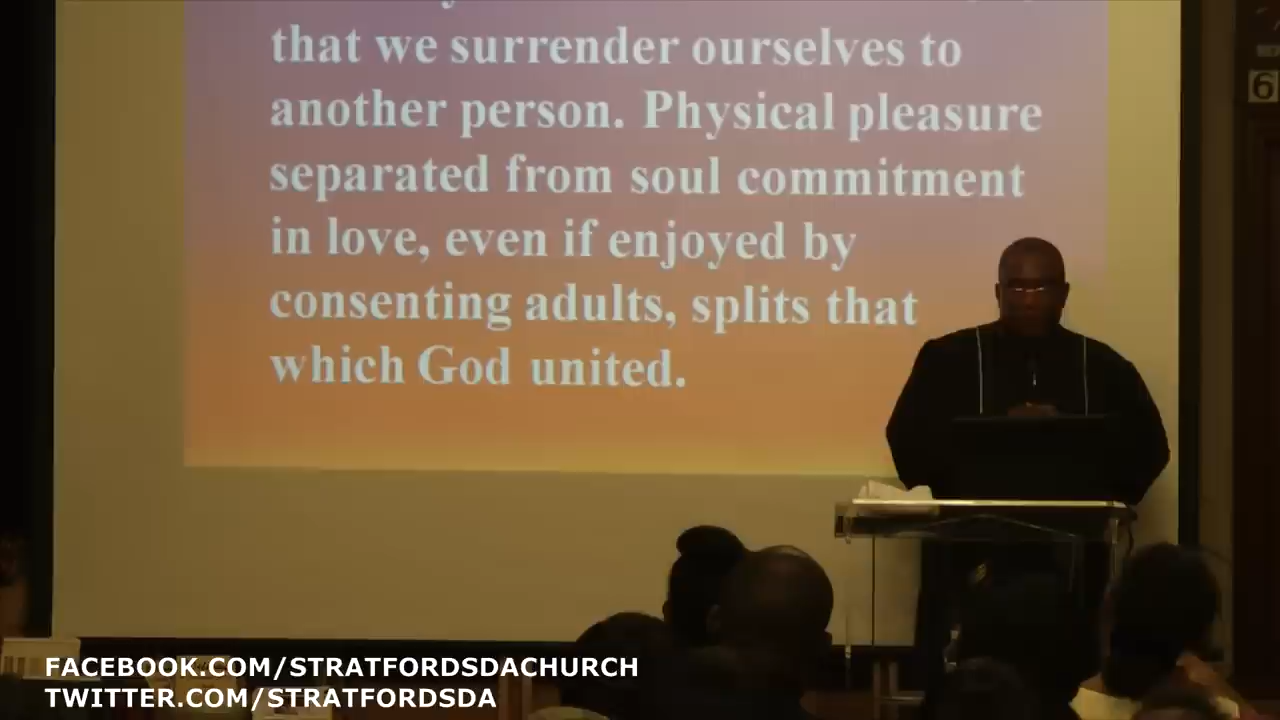 that we surrender ourselves to
another person. Physical pleasure
separated from soul commitment
in love, even if enjoyed by
consenting adults, splits that
which God united.
6
FACEBOOK.COM/STRATFORDSDACHURCH
TWITTER.COM/STRATFORDSDA